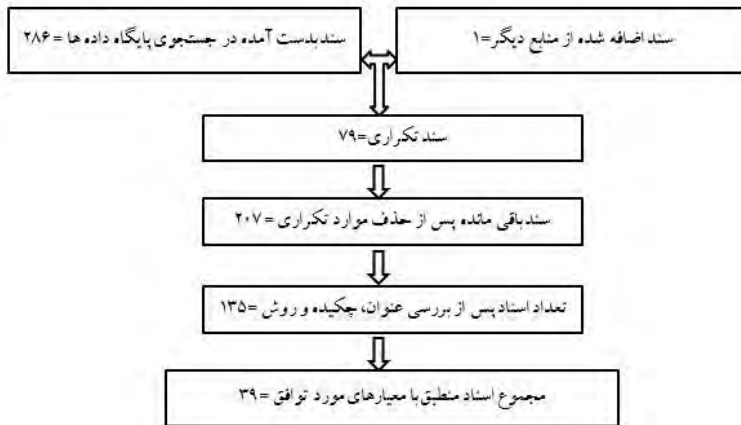 سند اضافه شده از منابع دیگر=۱
سند بدست آمده در جستجوی پایگاه داده ها = ۲۸۶
سند تکراری=۷۹
سند باقی مانده پس از حذف موارد تکراری = ۲۰۷
تعداد اسناد پس از بررسی عنوان، چکیده و روش =۱۳۵
مجموع اسناد منطبق با معیارهای مورد توافق = ۳۹